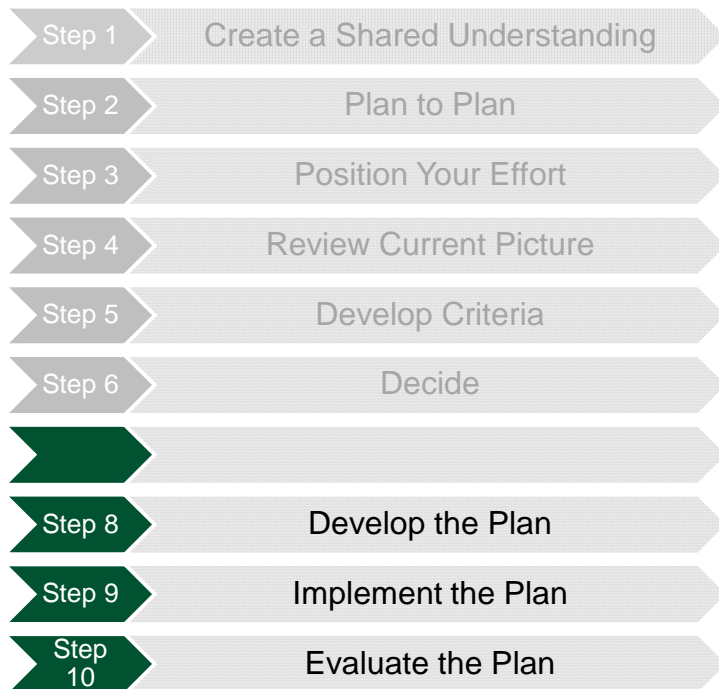 Step 1 Create a Shared Understanding
Step 2 Plan to Plan
Step 3 Position Your Effort
Step 4 Review Current Picture
Step 5 Develop Criteria
Step 6 Decide
Step 8 Develop the Plan
Step 9 Implement the Plan
Step
10
Evaluate the Plan